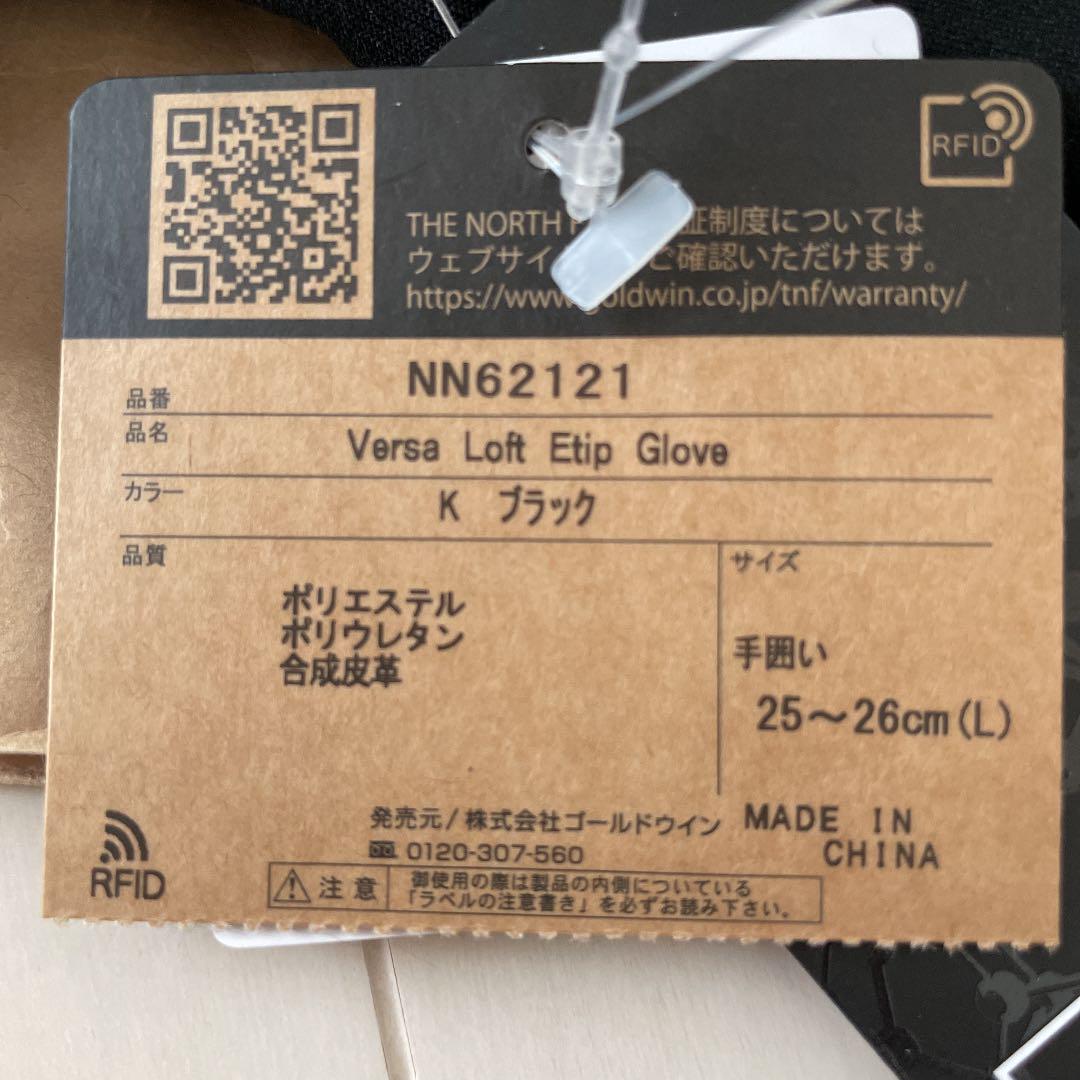 RFID
THE NORTH 証制度については
ウェブサイ ご確認いただけます。
https://www.goldwin.co.jp/tnf/warranty/
品番 NN62121
品名 Versa Loft Etip Glove
カラー K ブラック
品質
ポリエステル
ポリウレタン
合成皮革
サイズ
手囲い
25~26cm(L)
発売元/株式会社ゴールドウイン
0120-307-560
MADE IN
CHINA
RFID
注意
御使用の際は製品の内側についている
「ラベルの注意書き」を必ずお読み下さい。